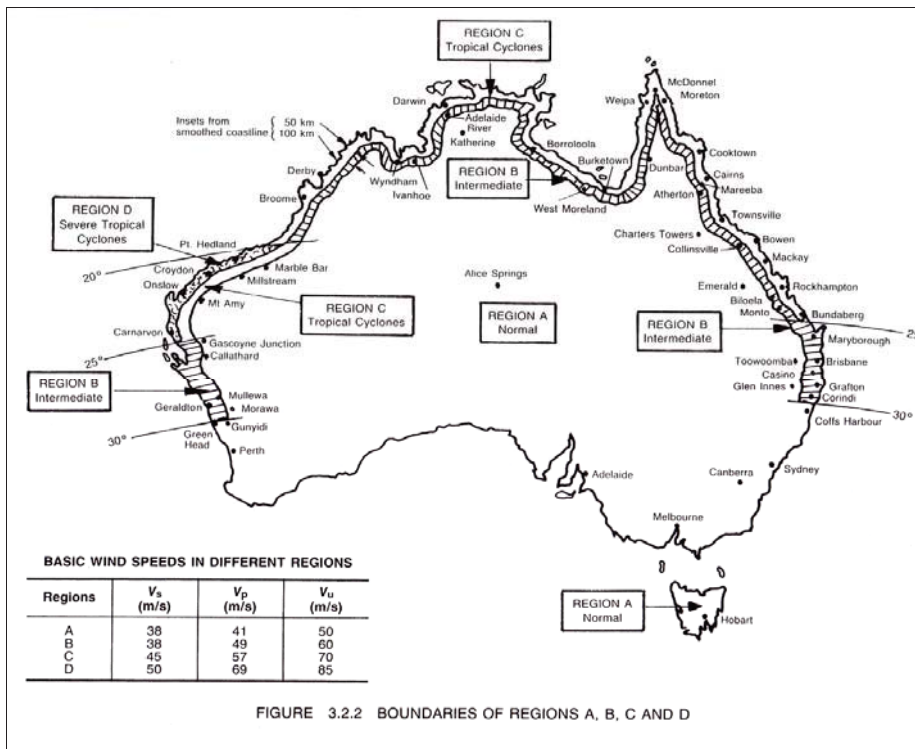 REGION C
Tropical Cyclones
McDonnel
Moreton
Weipa
Darwin
Insets from
smoothed coastline
50 km
100 km
Adelaide
River
Katherine
Borroloola
Burketown
Cooktown
Cairns
Mareeba
Dunbar
Atherton
Derby
Wyndham
Ivanhoe
REGION B
Intermediate
West Moreland
Broome
Townsville
REGION D
Severe Tropical
Cyclones
Charters Towers
Collinsville
Bowen
Mackay
Pt. Hedland
20°
Croydon
Marble Bar
Millstream
Onslow
Alice Springs
Emerald
Rockhampton
Mt Amy
REGION C
Tropical Cyclones
REGION A
Normal
Biloela
Monto
Bundaberg
Carnarvon
REGION B
Intermediate
Maryborough
25°
Gascoyne Junction
Callathard
Toowoomba
Brisbane
REGION B
Intermediate
Casino
Glen Innes
Grafton
Corindi
Mullewa
Geraldton
Morawa
30°
Green
Head
Gunyidi
30°
Coffs Harbour
Perth
Adelaide
Canberra
Sydney
Melbourne
BASIC WIND SPEEDS IN DIFFERENT REGIONS
Regions Vs (m/s) Vp (m/s) Vu (m/s)
A 38 41 50
B 38 49 60
C 45 57 70
D 50 69 85
REGION A
Normal
Hobart
FIGURE 3.2.2 BOUNDARIES OF REGIONS A, B, C AND D